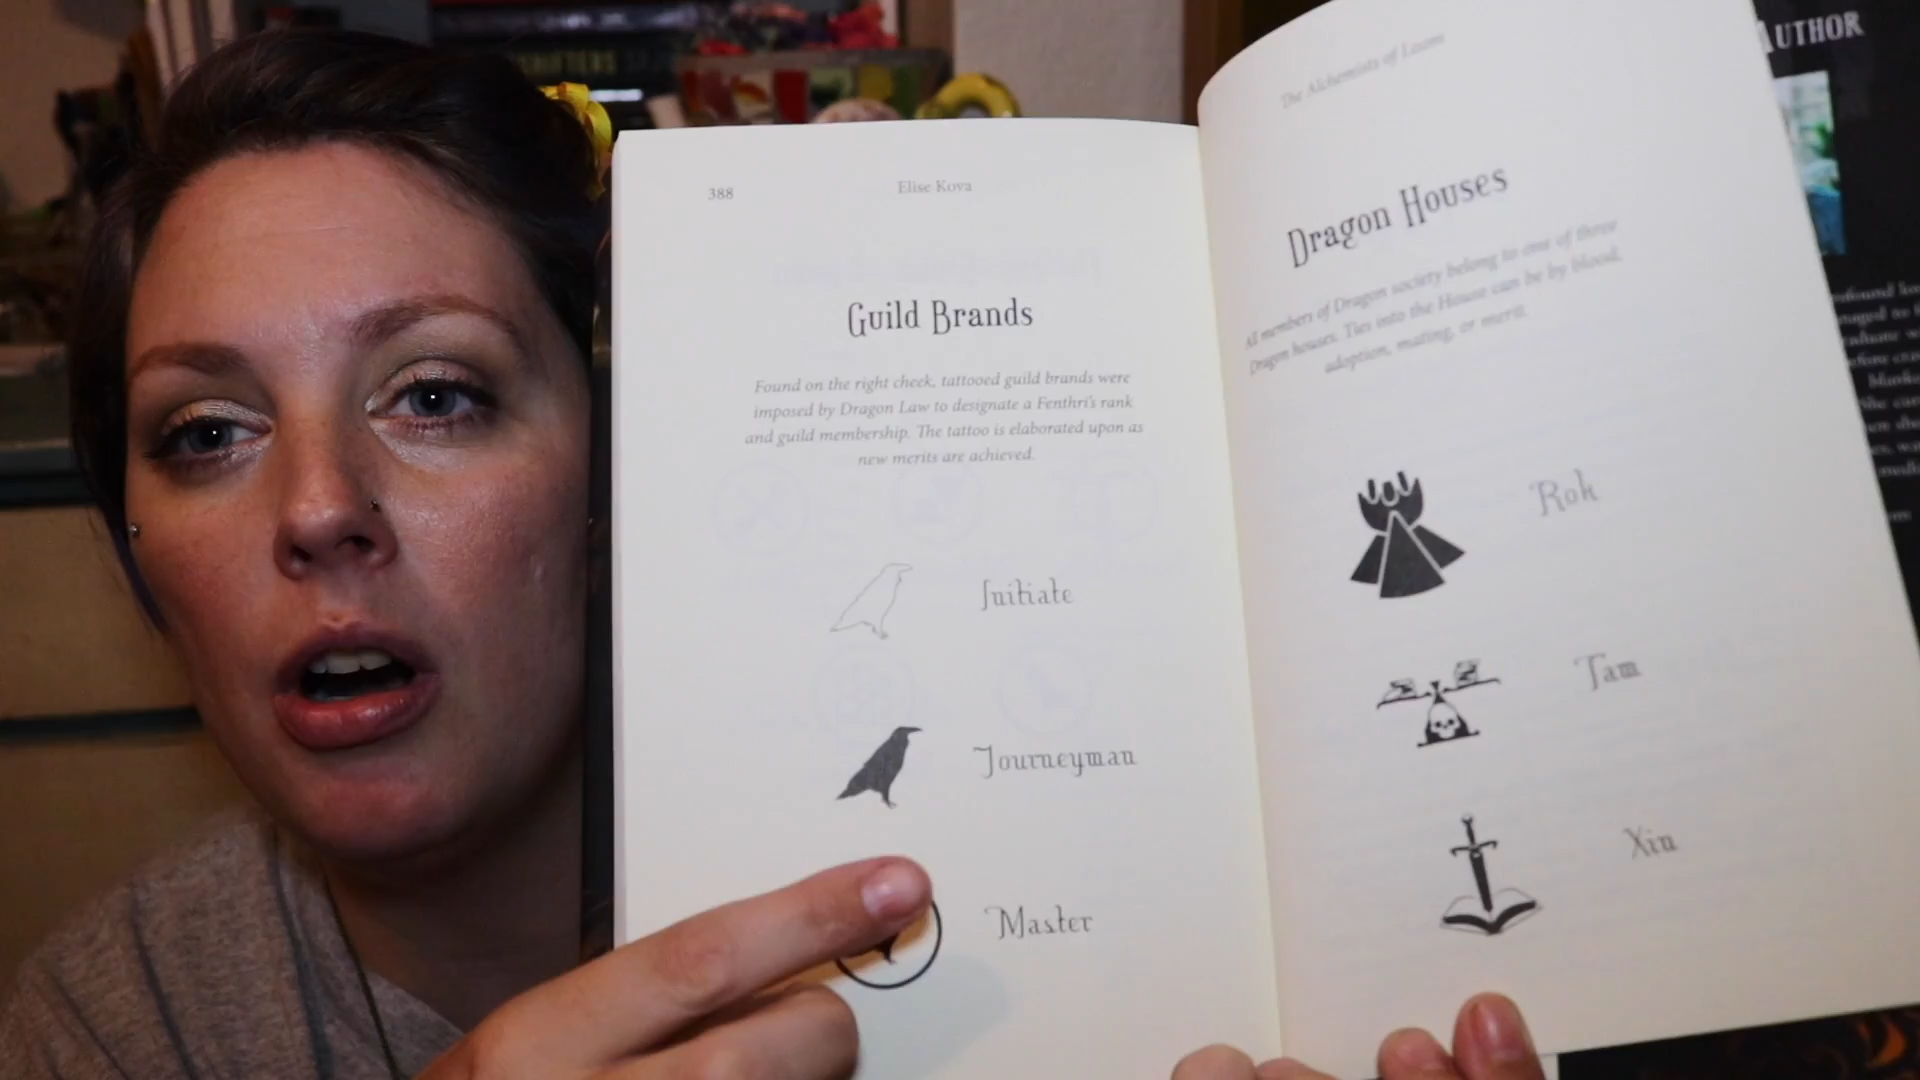 SHIFTERS
388
Elise Kova
Guild Brands
Found on the right cheek, tattooed guild brands were
imposed by Dragon Law to designate a Fenthri's rank
and guild membership. The tattoo is elaborated upon as
new merits are achieved.
Initiate
Journeyman
Master
The Alchemists of Loom
Dragon Houses
All members of Dragon society belong to one of three
Dragon houses. Ties into the House can be by blood,
adoption, mating, or merit.
Rok
Tam
Xin
AUTHOR